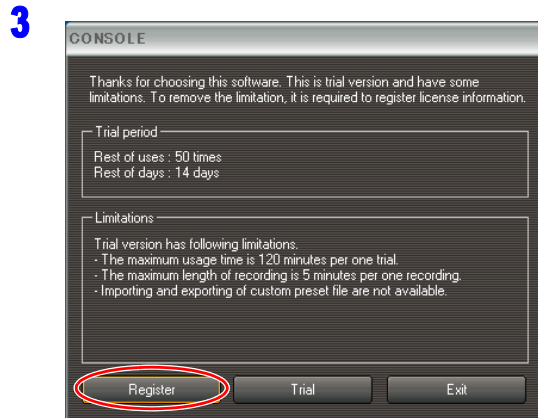 3
CONSOLE
Thanks for choosing this software. This is trial version and have some
limitations. To remove the limitation, it is required to register license information.
Trial period
Rest of uses : 50 times
Rest of days : 14 days
Limitations
Trial version has following limitations.
- The maximum usage time is 120 minutes per one trial.
- The maximum length of recording is 5 minutes per one recording.
- Importing and exporting of custom preset file are not available.
Register Trial Exit